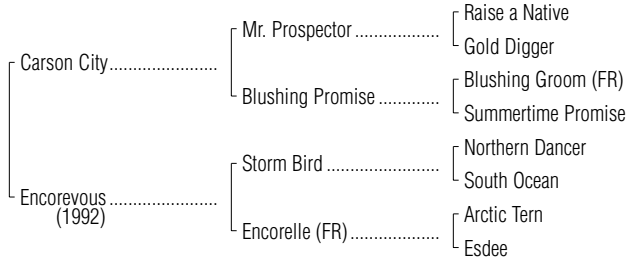 Raise a Native
Mr. Prospector ....................
Gold Digger
Carson City.......................
Blushing Groom (FR)
Blushing Promise .............
Summertime Promise
Northern Dancer
Storm Bird ........................
South Ocean
Encorevous .......................
(1992)
Arctic Tern
Encorelle (FR) ...................
Esdee